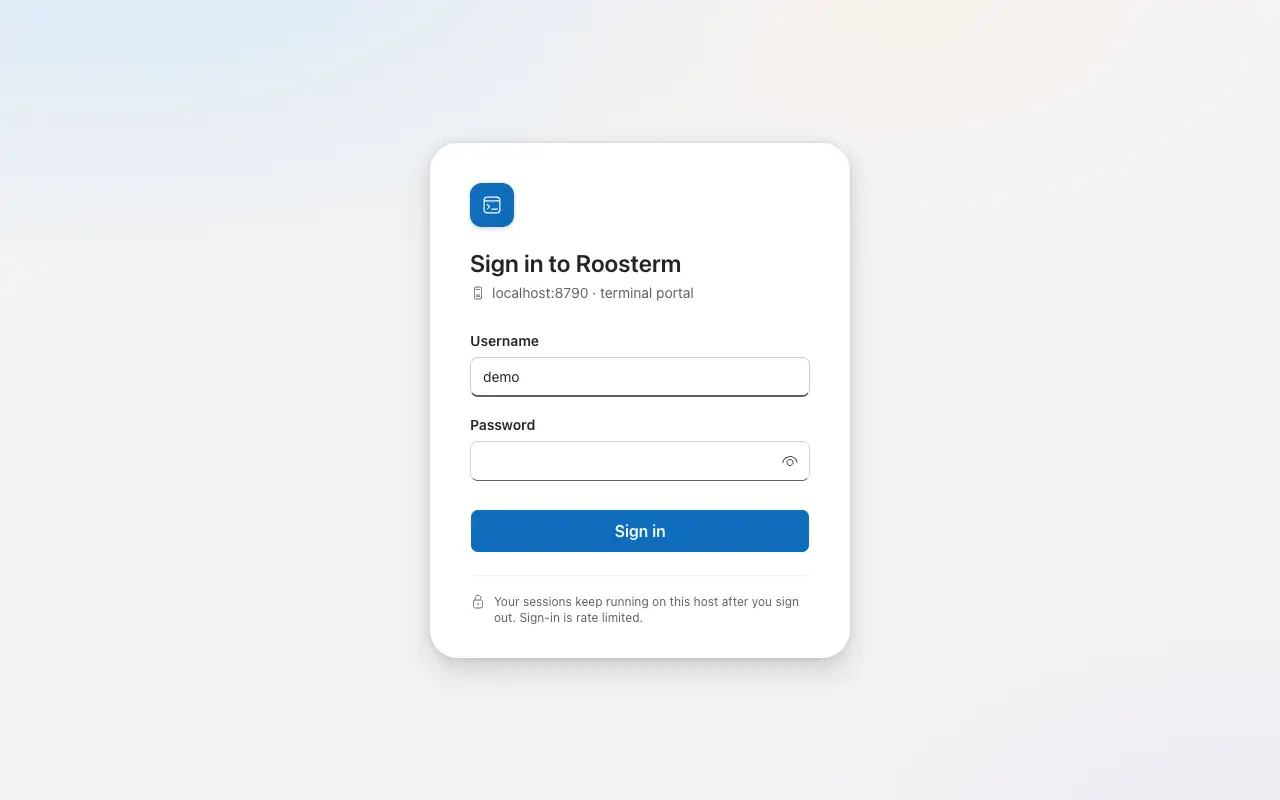 Sign in to Roosterm
localhost:8790 · terminal portal
Username
demo
Password
Sign in
Your sessions keep running on this host after you sign
out. Sign-in is rate limited.